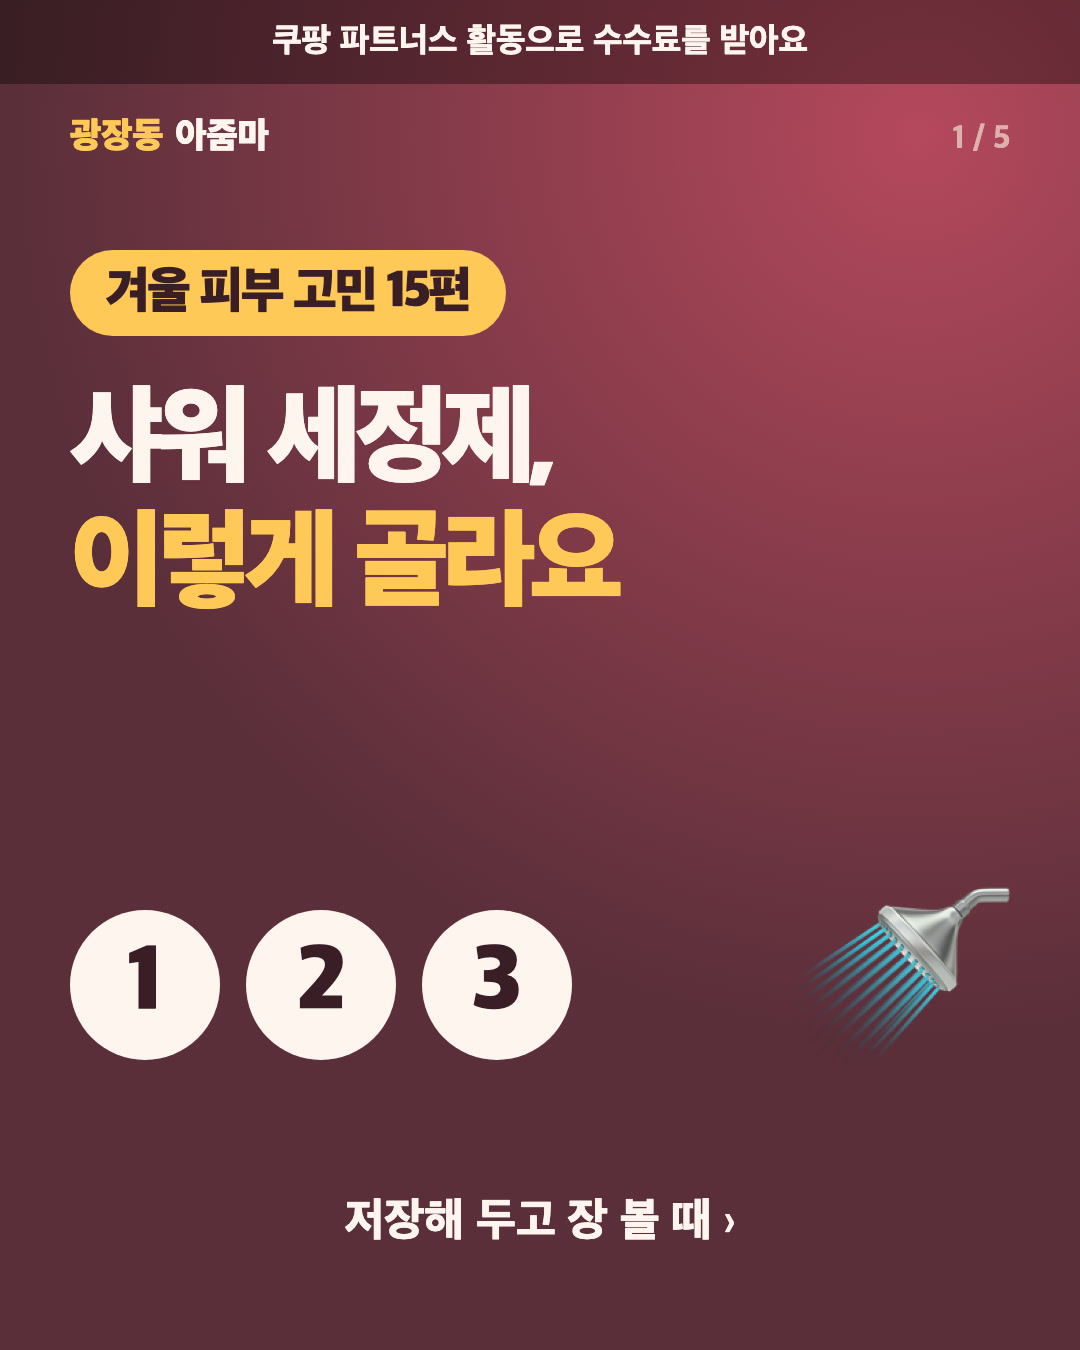 쿠팡 파트너스 활동으로 수수료를 받아요
광장동 아줌마
1 / 5
겨울 피부 고민 15편
샤워 세정제,
이렇게 골라요
1 2 3
저장해 두고 장 볼 때 ›